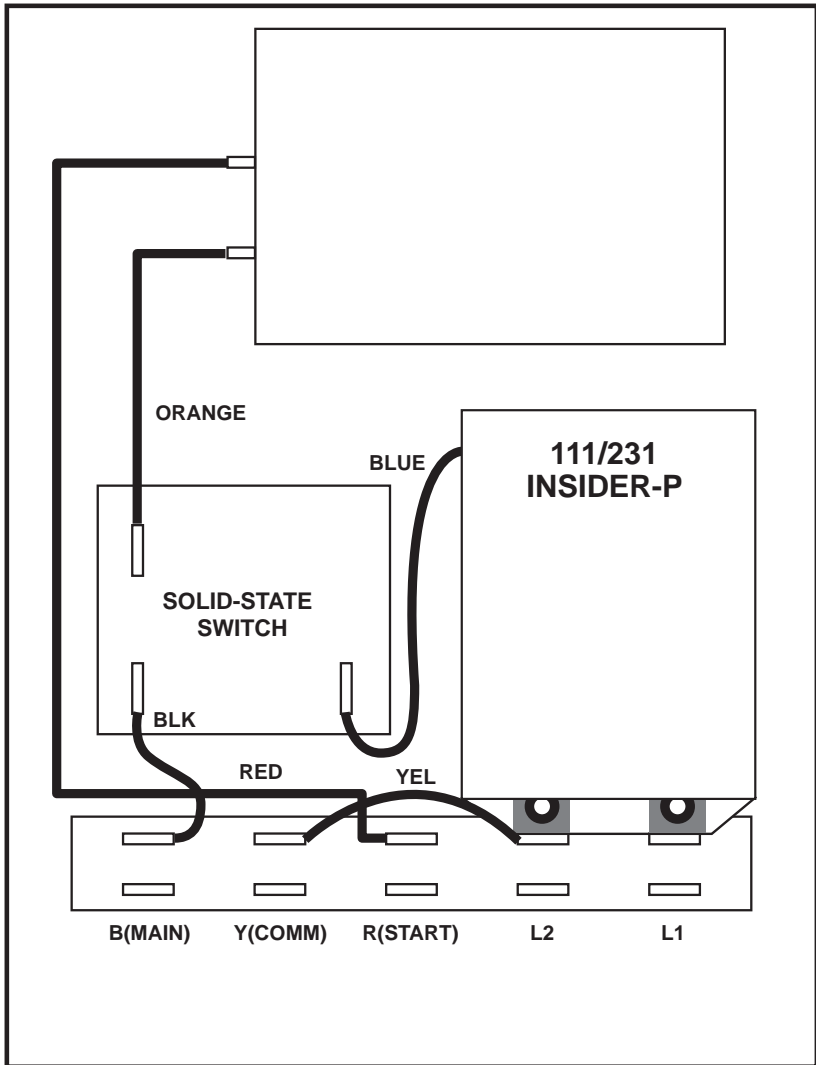 ORANGE
BLUE
111/231
INSIDER-P
SOLID-STATE
SWITCH
BLK
RED
YEL
B(MAIN) Y(COMM) R(START) L2 L1